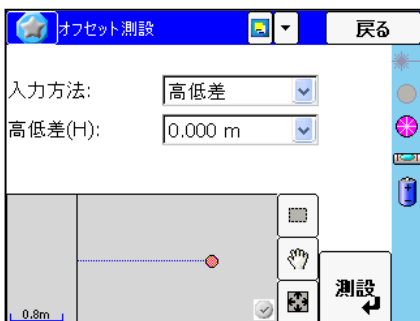 オフセット測設
戻る
入力方法:
高低差
高低差(H):
0.000 m
測設
0.8m